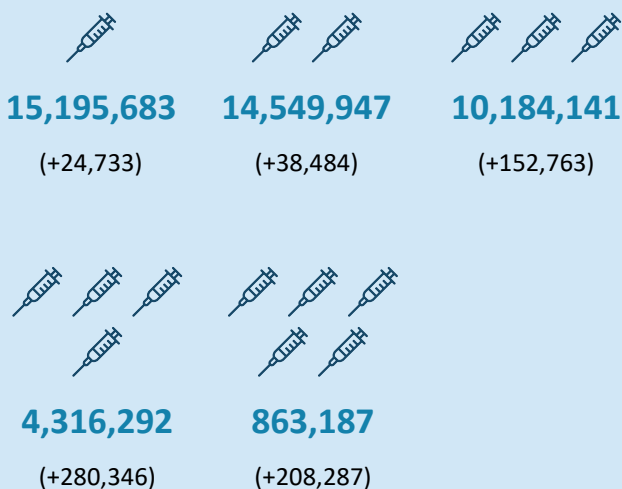 15,195,683 14,549,947 10,184,141
(+24,733) (+38,484) (+152,763)
4,316,292 863,187
(+280,346) (+208,287)